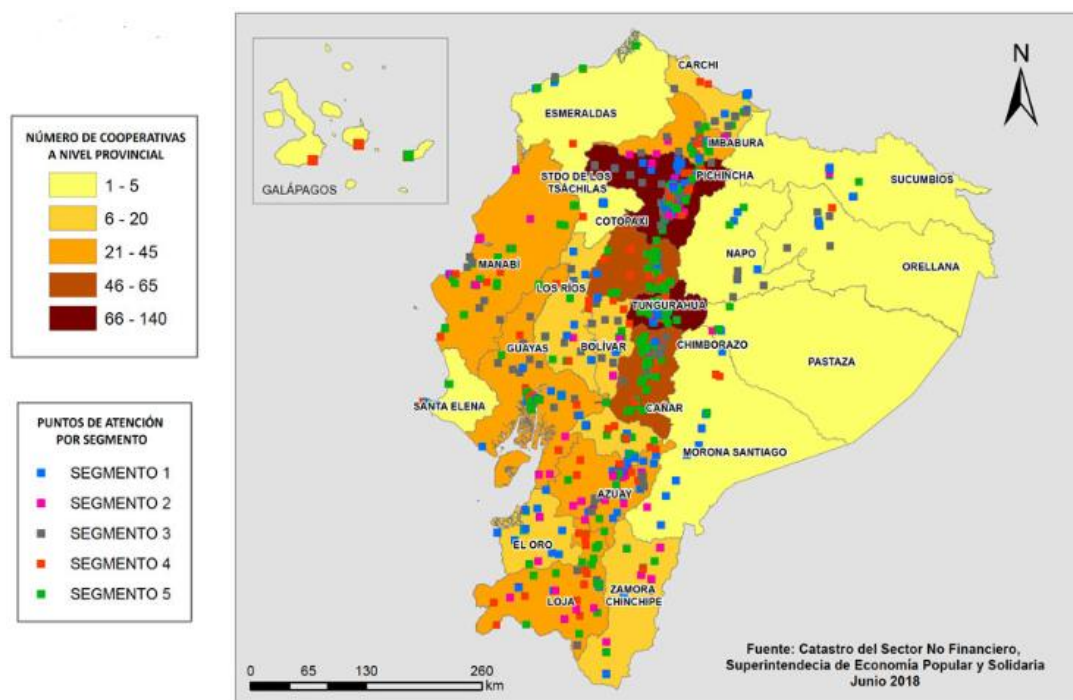 NÚMERO DE COOPERATIVAS
A NIVEL PROVINCIAL
1 - 5
6 - 20
21 - 45
46 - 65
66 - 140
PUNTOS DE ATENCIÓN
POR SEGMENTO
SEGMENTO 1
SEGMENTO 2
SEGMENTO 3
SEGMENTO 4
SEGMENTO 5
GALÁPAGOS
N
CARCHI
ESMERALDAS
IMBABURA
STDO DE LOS
TSÁCHILAS
PICHINCHA
SUCUMBÍOS
COTOPAXI
NAPO
ORELLANA
MANABÍ
LOS RÍOS
TUNGURAHUA
GUAYAS
BOLÍVAR
CHIMBORAZO
PASTAZA
SANTA ELENA
CAÑAR
MORONA SANTIAGO
AZUAY
EL ORO
LOJA
ZAMORA
CHINCHIPE
0 65 130 260
km
Fuente: Catastro del Sector No Financiero,
Superintendecia de Economía Popular y Solidaria
Junio 2018